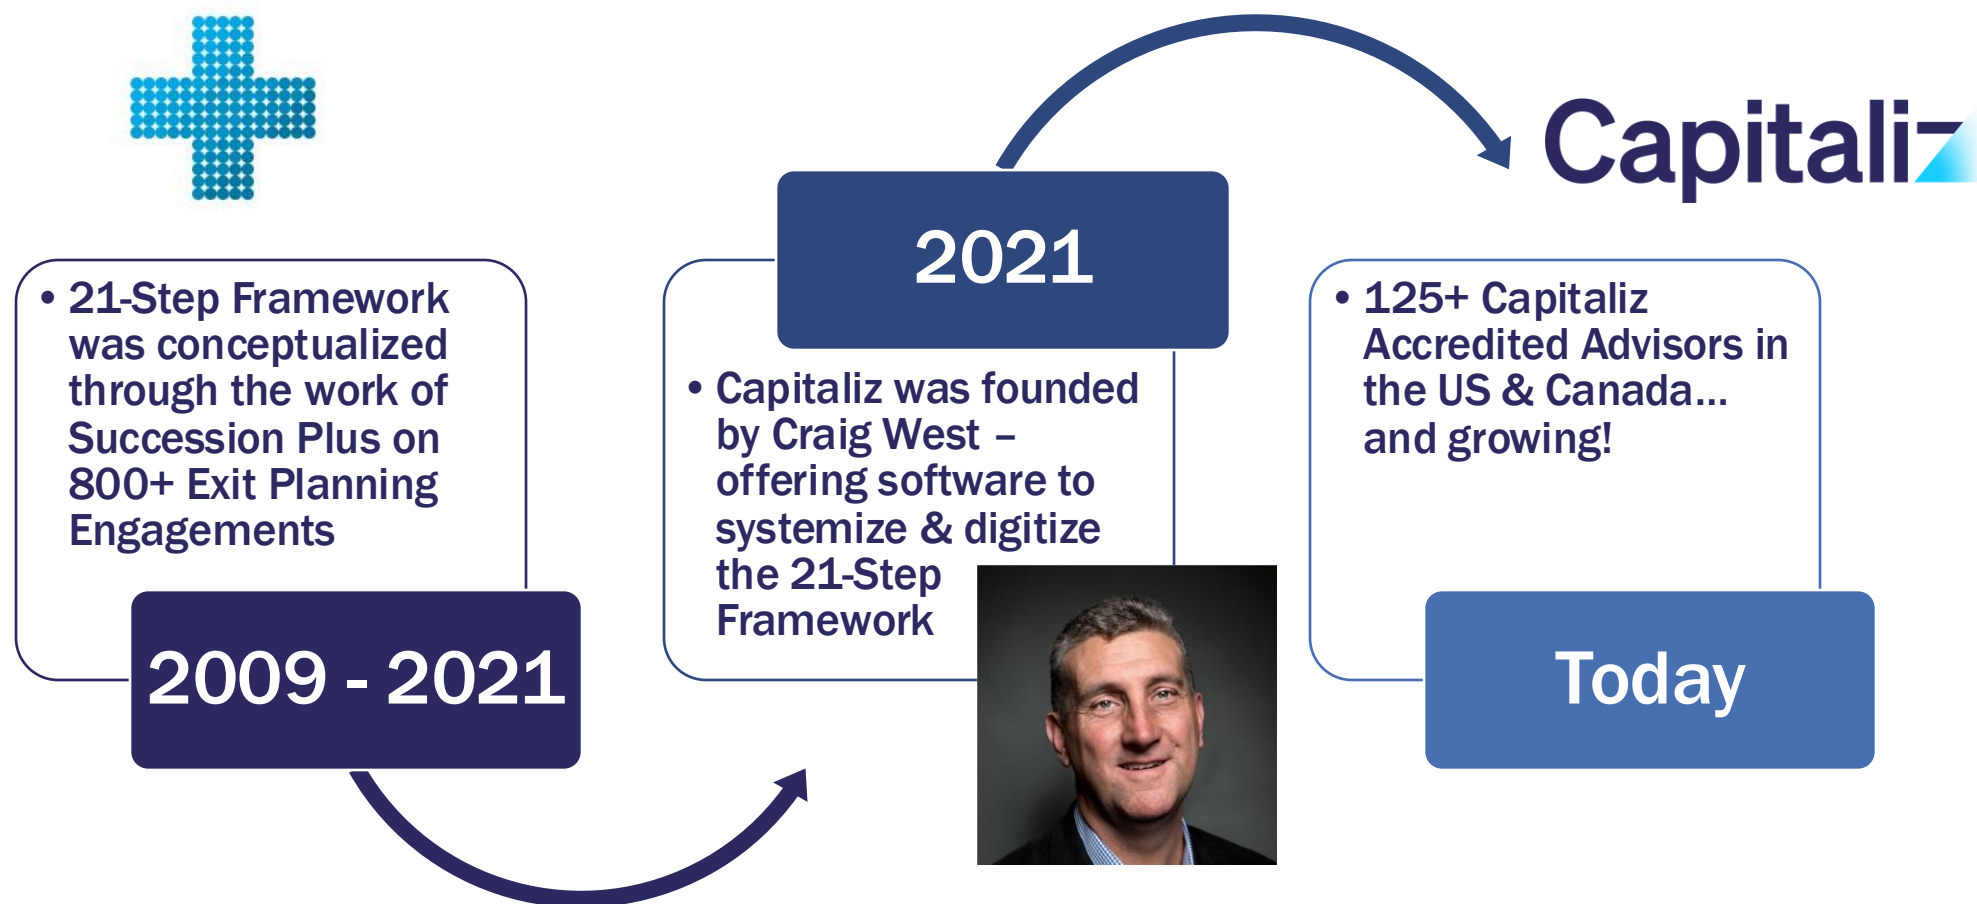 Capitaliz
• 21-Step Framework
was conceptualized
through the work of
Succession Plus on
800+ Exit Planning
Engagements
2009 - 2021
2021
• Capitaliz was founded
by Craig West –
offering software to
systemize & digitize
the 21-Step
Framework
• 125+ Capitaliz
Accredited Advisors in
the US & Canada...
and growing!
Today